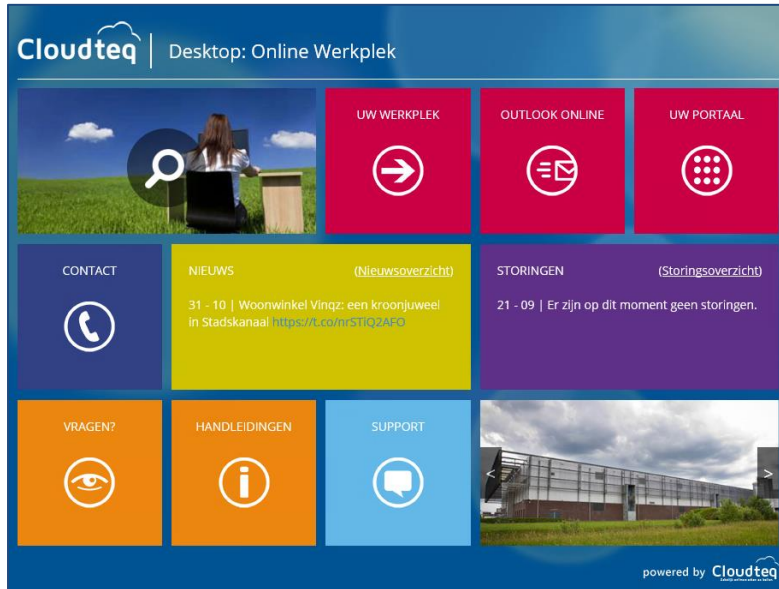 Cloudteq | Desktop: Online Werkplek
UW WERKPLEK
OUTLOOK ONLINE
UW PORTAAL
CONTACT
NIEUWS (Nieuwsoverzicht)
31 - 10 | Woonwinkel Vinqz: een kroonjuweel
in Stadskanaal https://t.co/nrSTiQ2AFO
STORINGEN (Storingsoverzicht)
21 - 09 | Er zijn op dit moment geen storingen.
VRAGEN?
HANDLEIDINGEN
SUPPORT
< >
powered by Cloudteq